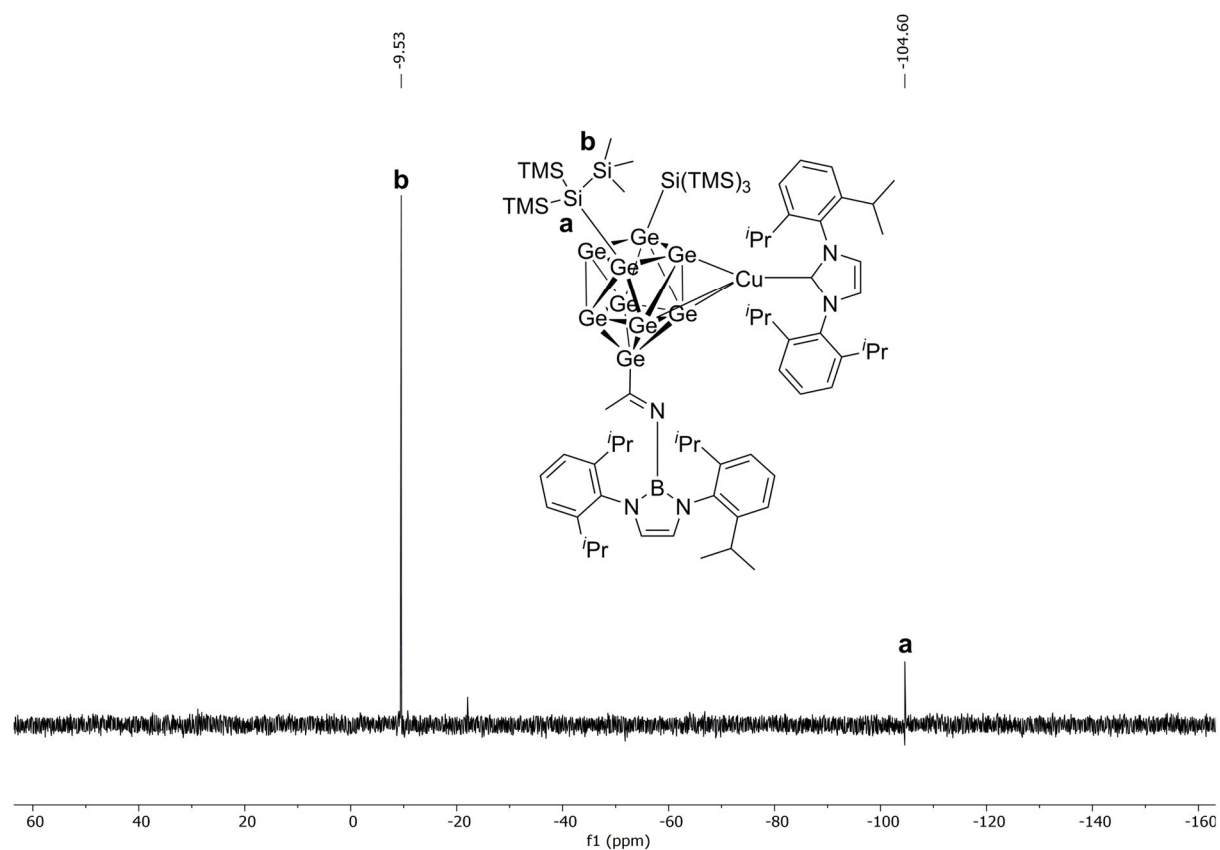 -9.53
-104.60
b
TMS
Si
Si(TMS)3
b
TMS
Si
a
iPr
N
Ge
Ge
Ge
Ge
Cu
Ge
Ge
Ge
Ge
N
iPr
iPr
Ge
N
iPr
iPr
B
N
N
iPr
a
60
40
20
0
-20
-40
-60
-80
-100
-120
-140
-160
f1 (ppm)